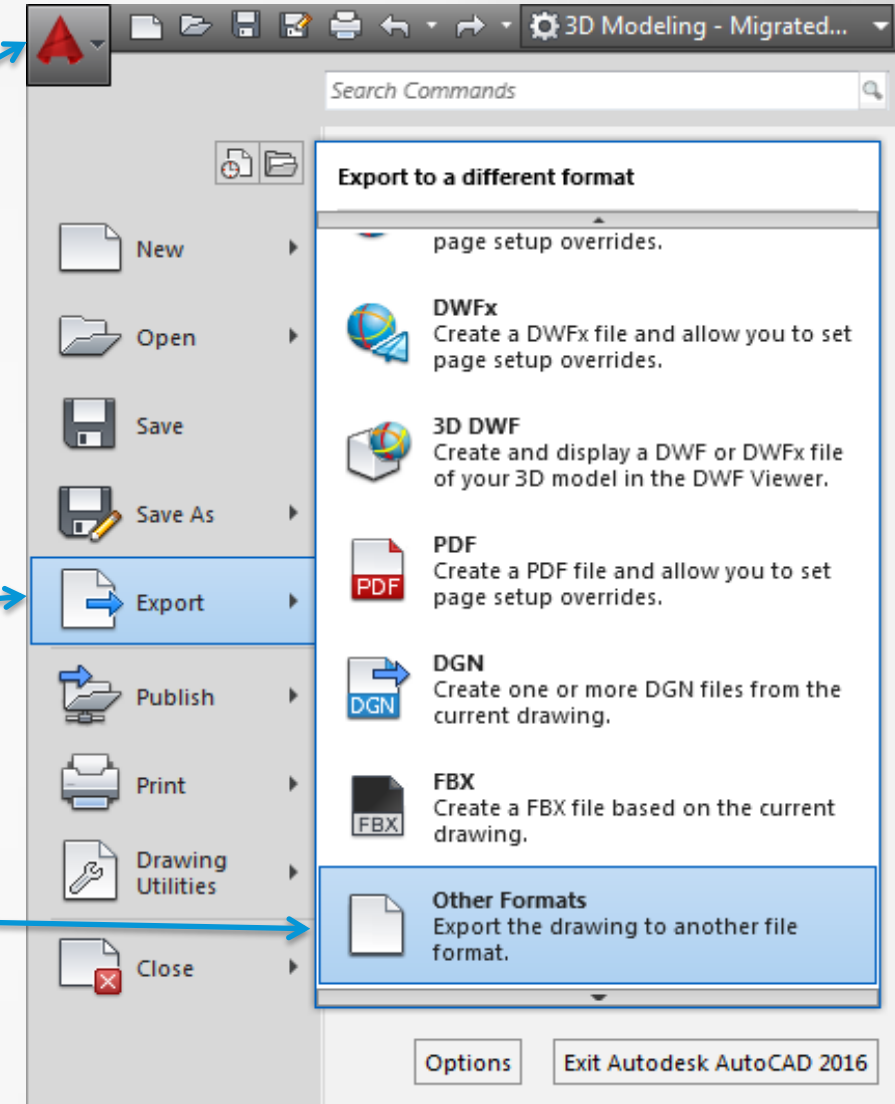 3D Modeling - Migrated...
Search Commands
Export to a different format
New
Open
Save
Save As
Export
Publish
Print
Drawing
Utilities
Close
page setup overrides.
DWFx
Create a DWFx file and allow you to set
page setup overrides.
3D DWF
Create and display a DWF or DWFx file
of your 3D model in the DWF Viewer.
PDF
PDF
Create a PDF file and allow you to set
page setup overrides.
DGN
DGN
Create one or more DGN files from the
current drawing.
FBX
FBX
Create a FBX file based on the current
drawing.
Other Formats
Export the drawing to another file
format.
Options
Exit Autodesk AutoCAD 2016